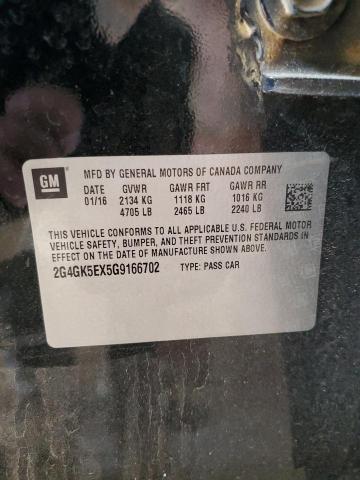 GM
MFD BY GENERAL MOTORS OF CANADA COMPANY
DATE GVWR GAWR FRT GAWR RR
01/16 2134 KG 1118 KG 1016 KG
4705 LB 2465 LB 2240 LB
THIS VEHICLE CONFORMS TO ALL APPLICABLE U.S. FEDERAL MOTOR
VEHICLE SAFETY, BUMPER, AND THEFT PREVENTION STANDARDS IN
EFFECT ON THE DATE OF MANUFACTURE SHOWN ABOVE.
2G4GK5EX5G9166702 TYPE: PASS CAR